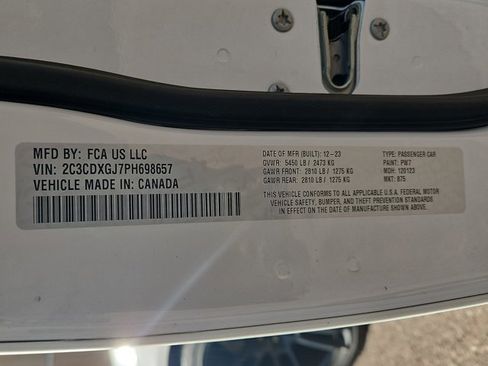 MFD BY: FCA US LLC
VIN: 2C3CDXGJ7PH698657
VEHICLE MADE IN: CANADA
DATE OF MFR (BUILT): 12-23
GVWR: 5450 LB / 2473 KG
GAWR FRONT: 2810 LB / 1275 KG
GAWR REAR: 2810 LB / 1275 KG
TYPE: PASSENGER CAR
PAINT: PW7
MDH: 120123
MKT: 875
THIS VEHICLE CONFORMS TO ALL APPLICABLE U.S.A. FEDERAL MOTOR
VEHICLE SAFETY, BUMPER, AND THEFT PREVENTION STANDARDS
IN EFFECT ON THE DATE OF MANUFACTURE SHOWN ABOVE.